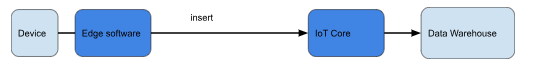 insert
Device
Edge software
IoT Core
Data Warehouse